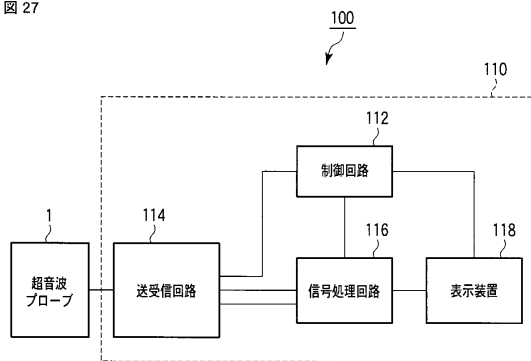 図 27
100
110
112
制御回路
1
114
116
118
超音波
プローブ
送受信回路
信号処理回路
表示装置